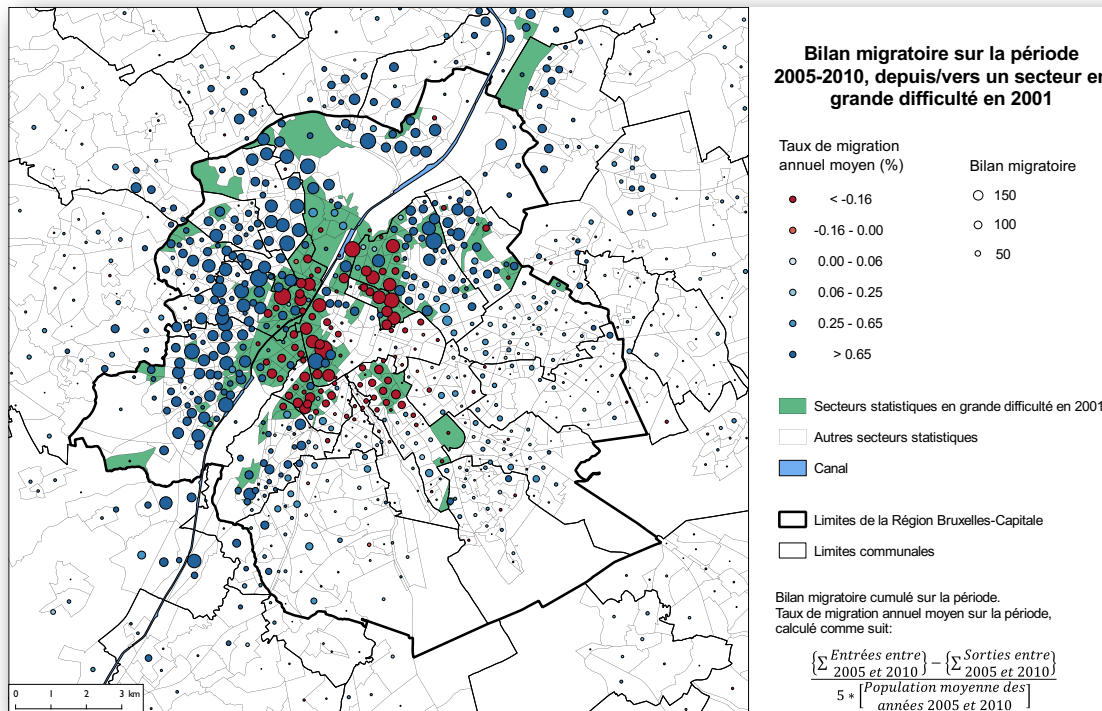 Bilan migratoire sur la période
2005-2010, depuis/vers un secteur en
grande difficulté en 2001
Taux de migration
annuel moyen (%)
< -0.16
-0.16 - 0.00
0.00 - 0.06
0.06 - 0.25
0.25 - 0.65
> 0.65
Bilan migratoire
150
100
50
Secteurs statistiques en grande difficulté en 2001
Autres secteurs statistiques
Canal
Limites de la Région Bruxelles-Capitale
Limites communales
Bilan migratoire cumulé sur la période.
Taux de migration annuel moyen sur la période,
calculé comme suit:
{∑ Entrées entre 2005 et 2010} − {∑ Sorties entre 2005 et 2010}
5 * [Population moyenne des années 2005 et 2010]
0 1 2 3 km